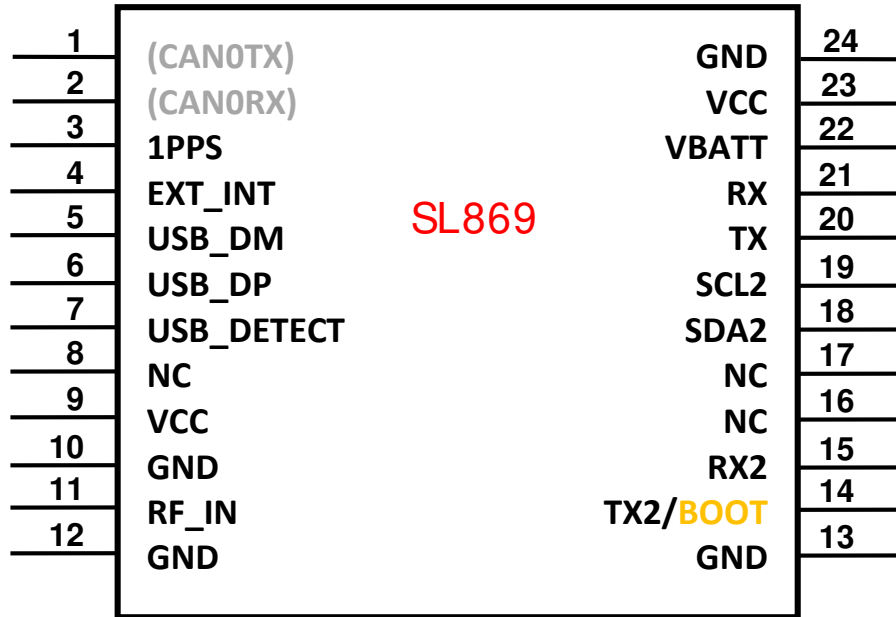 1 (CAN0TX) GND 24
2 (CAN0RX) VCC 23
3 1PPS VBATT 22
4 EXT_INT RX 21
SL869
5 USB_DM TX 20
6 USB_DP SCL2 19
7 USB_DETECT SDA2 18
8 NC NC 17
9 VCC NC 16
10 GND RX2 15
11 RF_IN TX2/BOOT 14
12 GND GND 13